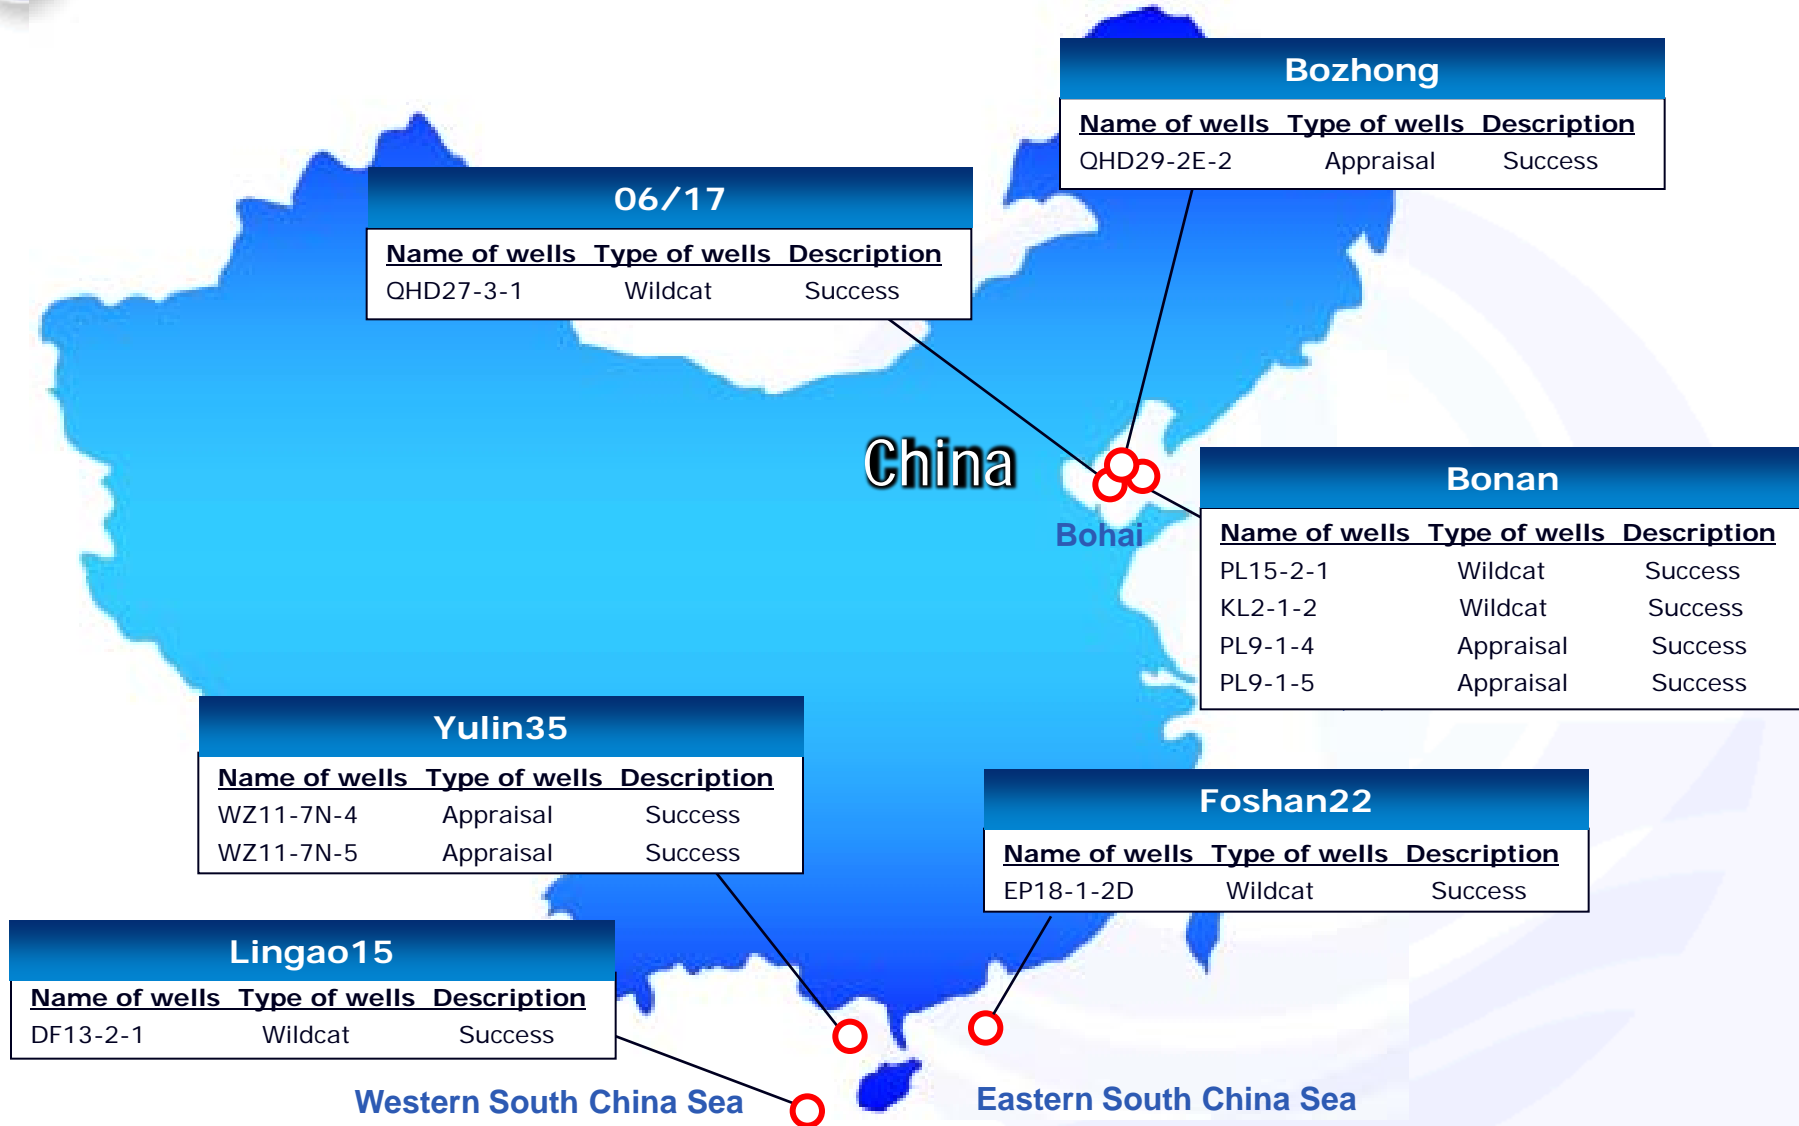 Bozhong
Name of wells Type of wells Description
QHD29-2E-2 Appraisal Success
06/17
Name of wells Type of wells Description
QHD27-3-1 Wildcat Success
China
Bohai
Bonan
Name of wells Type of wells Description
PL15-2-1 Wildcat Success
KL2-1-2 Wildcat Success
PL9-1-4 Appraisal Success
PL9-1-5 Appraisal Success
Yulin35
Name of wells Type of wells Description
WZ11-7N-4 Appraisal Success
WZ11-7N-5 Appraisal Success
Foshan22
Name of wells Type of wells Description
EP18-1-2D Wildcat Success
Lingao15
Name of wells Type of wells Description
DF13-2-1 Wildcat Success
Western South China Sea
Eastern South China Sea